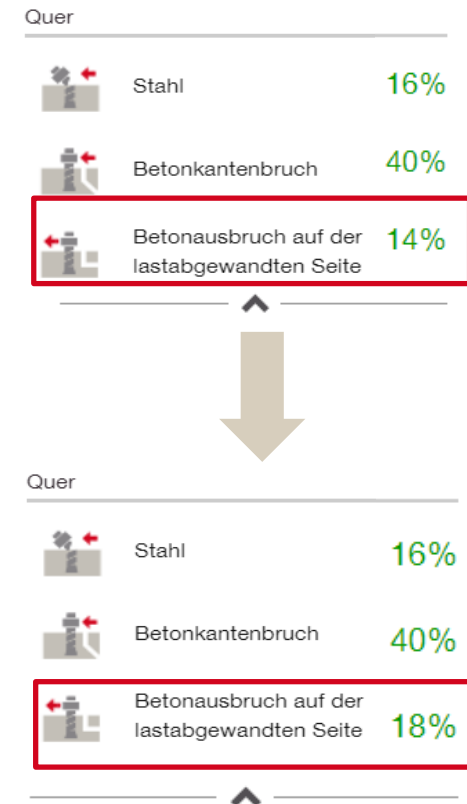 Quer
Stahl 16%
Betonkantenbruch 40%
Betonausbruch auf der 14%
lastabgewandten Seite
Quer
Stahl 16%
Betonkantenbruch 40%
Betonausbruch auf der
lastabgewandten Seite 18%